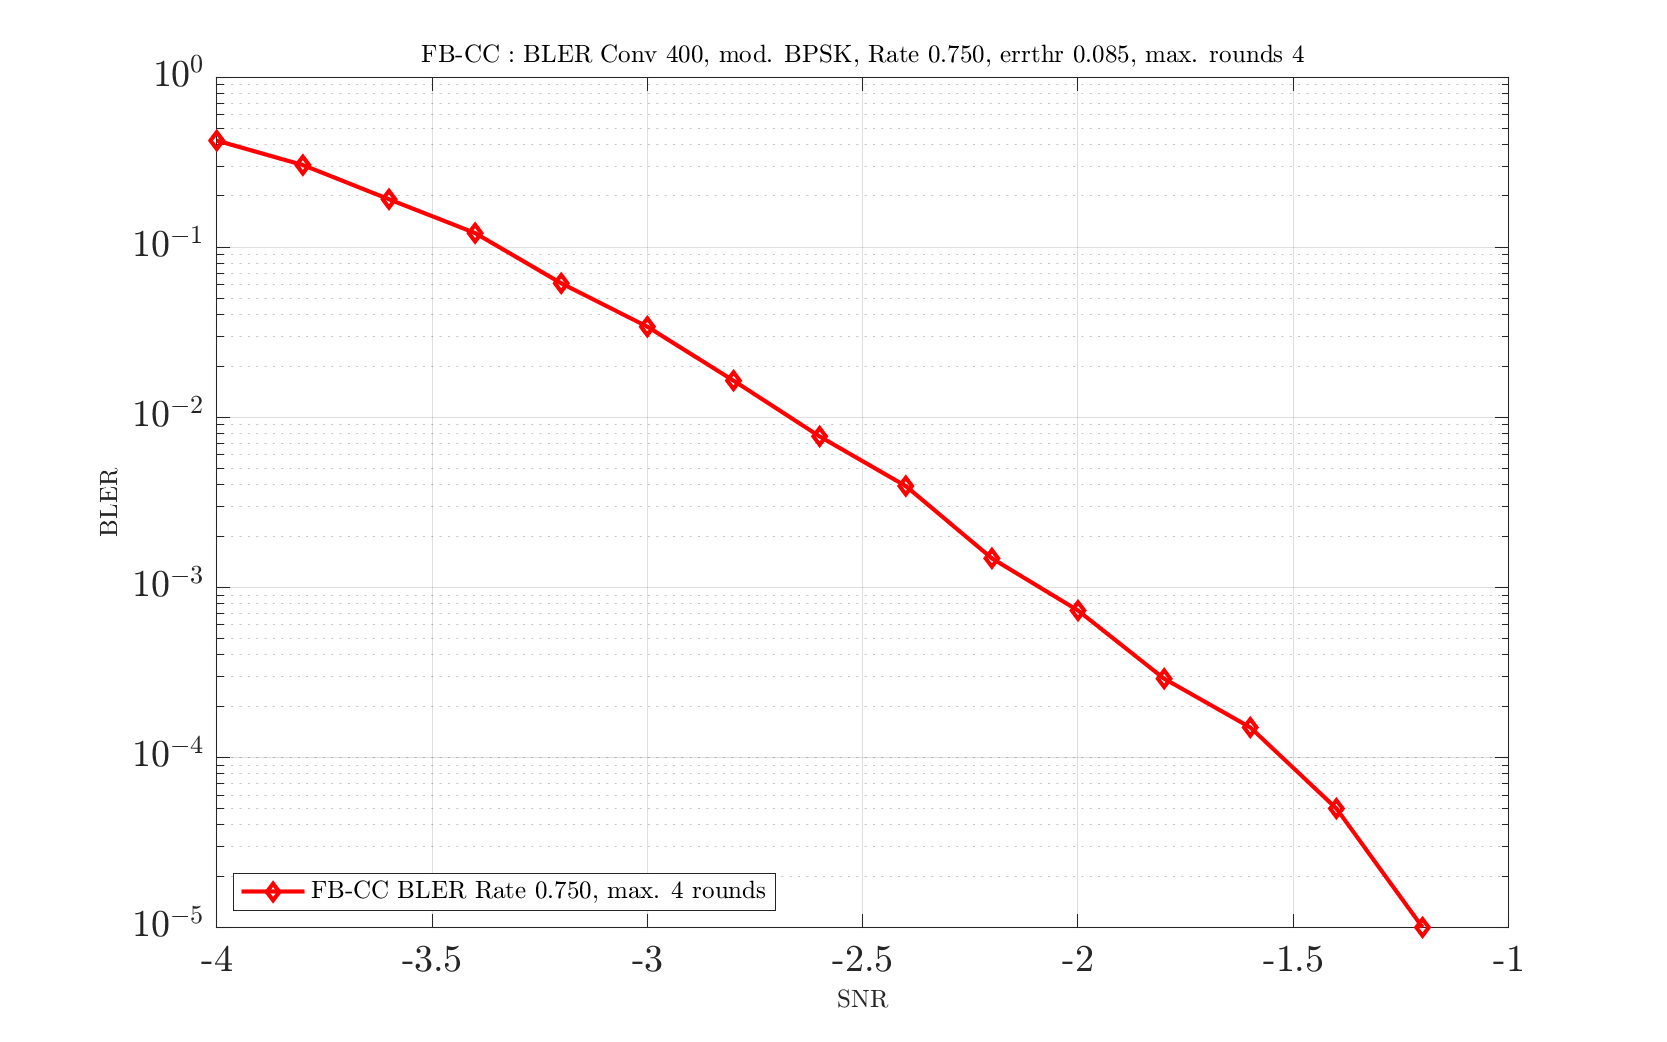 FB-CC : BLER Conv 400, mod. BPSK, Rate 0.750, errthr 0.085, max. rounds 4
10^0
10^-1
10^-2
10^-3
10^-4
10^-5
BLER
FB-CC BLER Rate 0.750, max. 4 rounds
-4 -3.5 -3 -2.5 -2 -1.5 -1
SNR